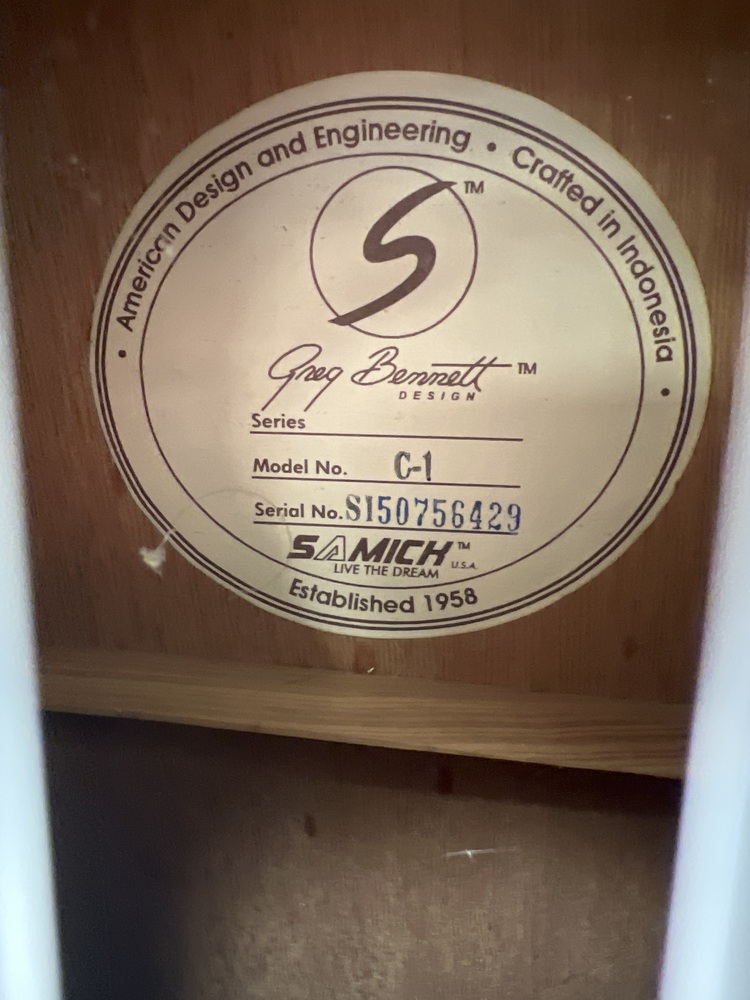 • American Design and Engineering • Crafted in Indonesia •
S™
Greg Bennett™
DESIGN
Series
Model No. C-1
Serial No. SI50756429
SAMICK™
LIVE THE DREAM U.S.A.
Established 1958